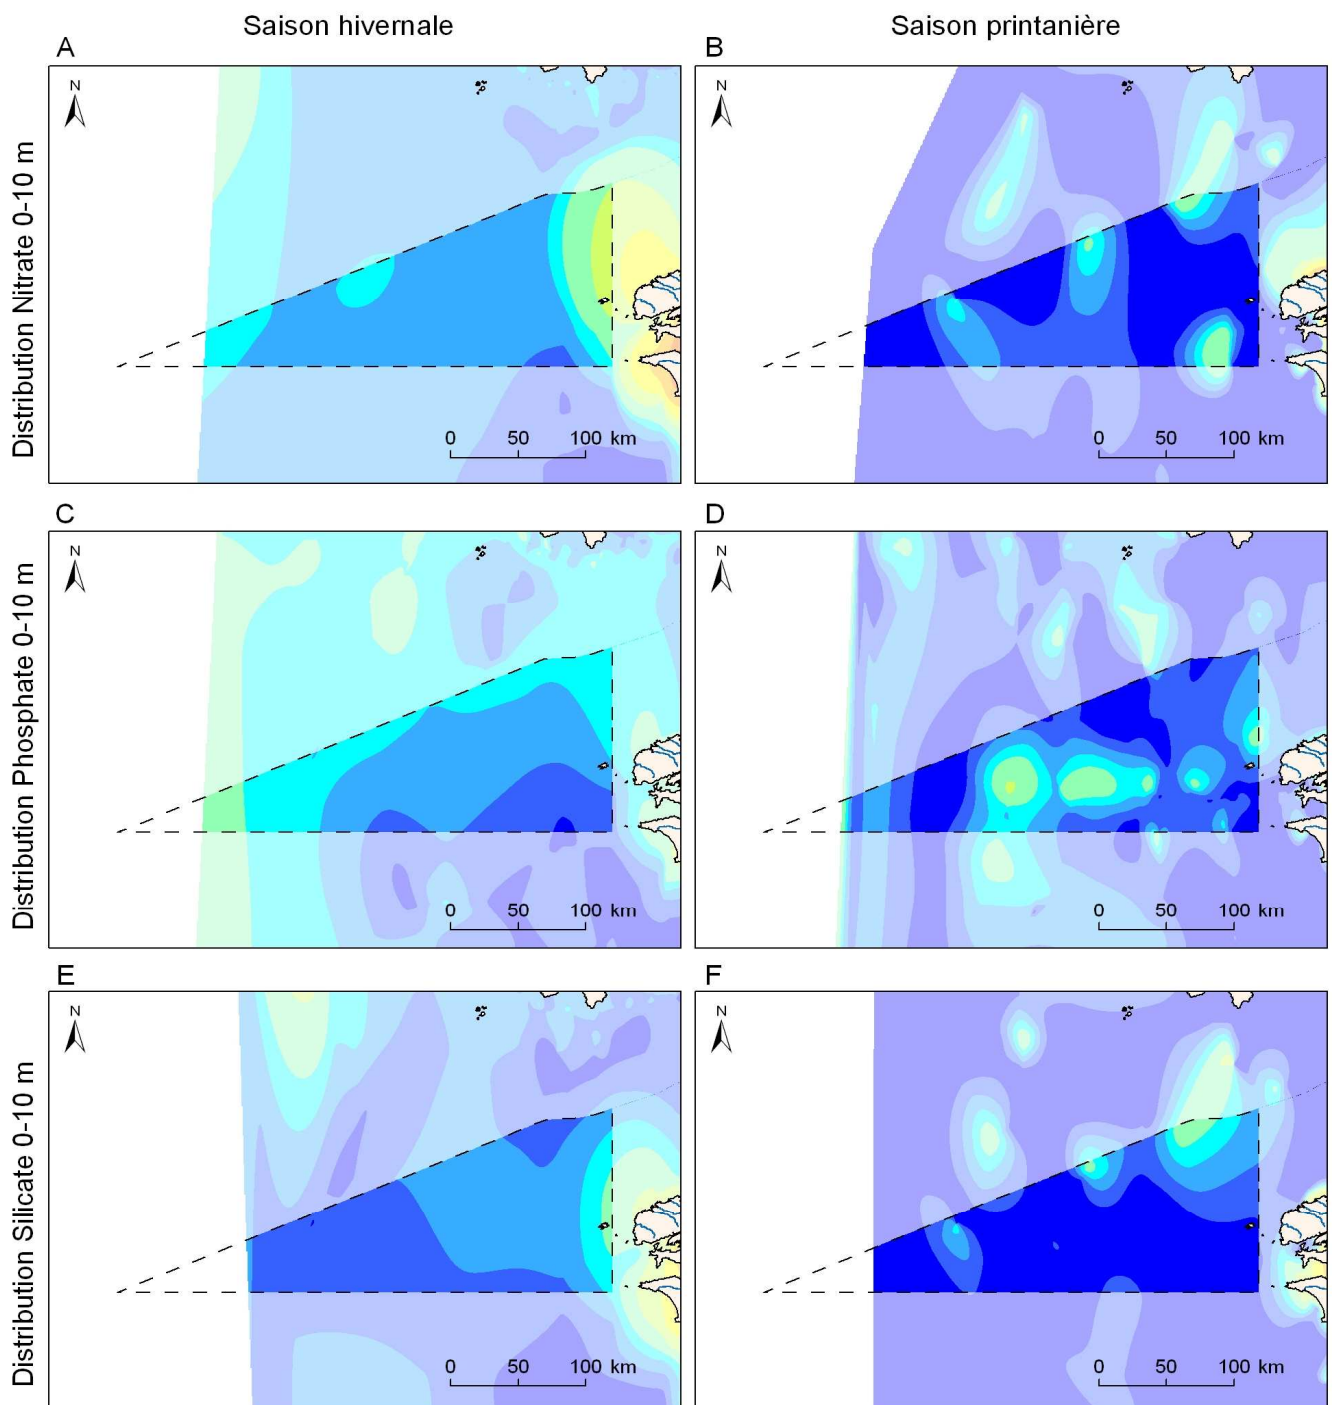 Saison hivernale
Saison printanière
A
B
N
N
Distribution Nitrate 0-10 m
0 50 100 km
0 50 100 km
C
D
N
N
Distribution Phosphate 0-10 m
0 50 100 km
0 50 100 km
E
F
N
N
Distribution Silicate 0-10 m
0 50 100 km
0 50 100 km